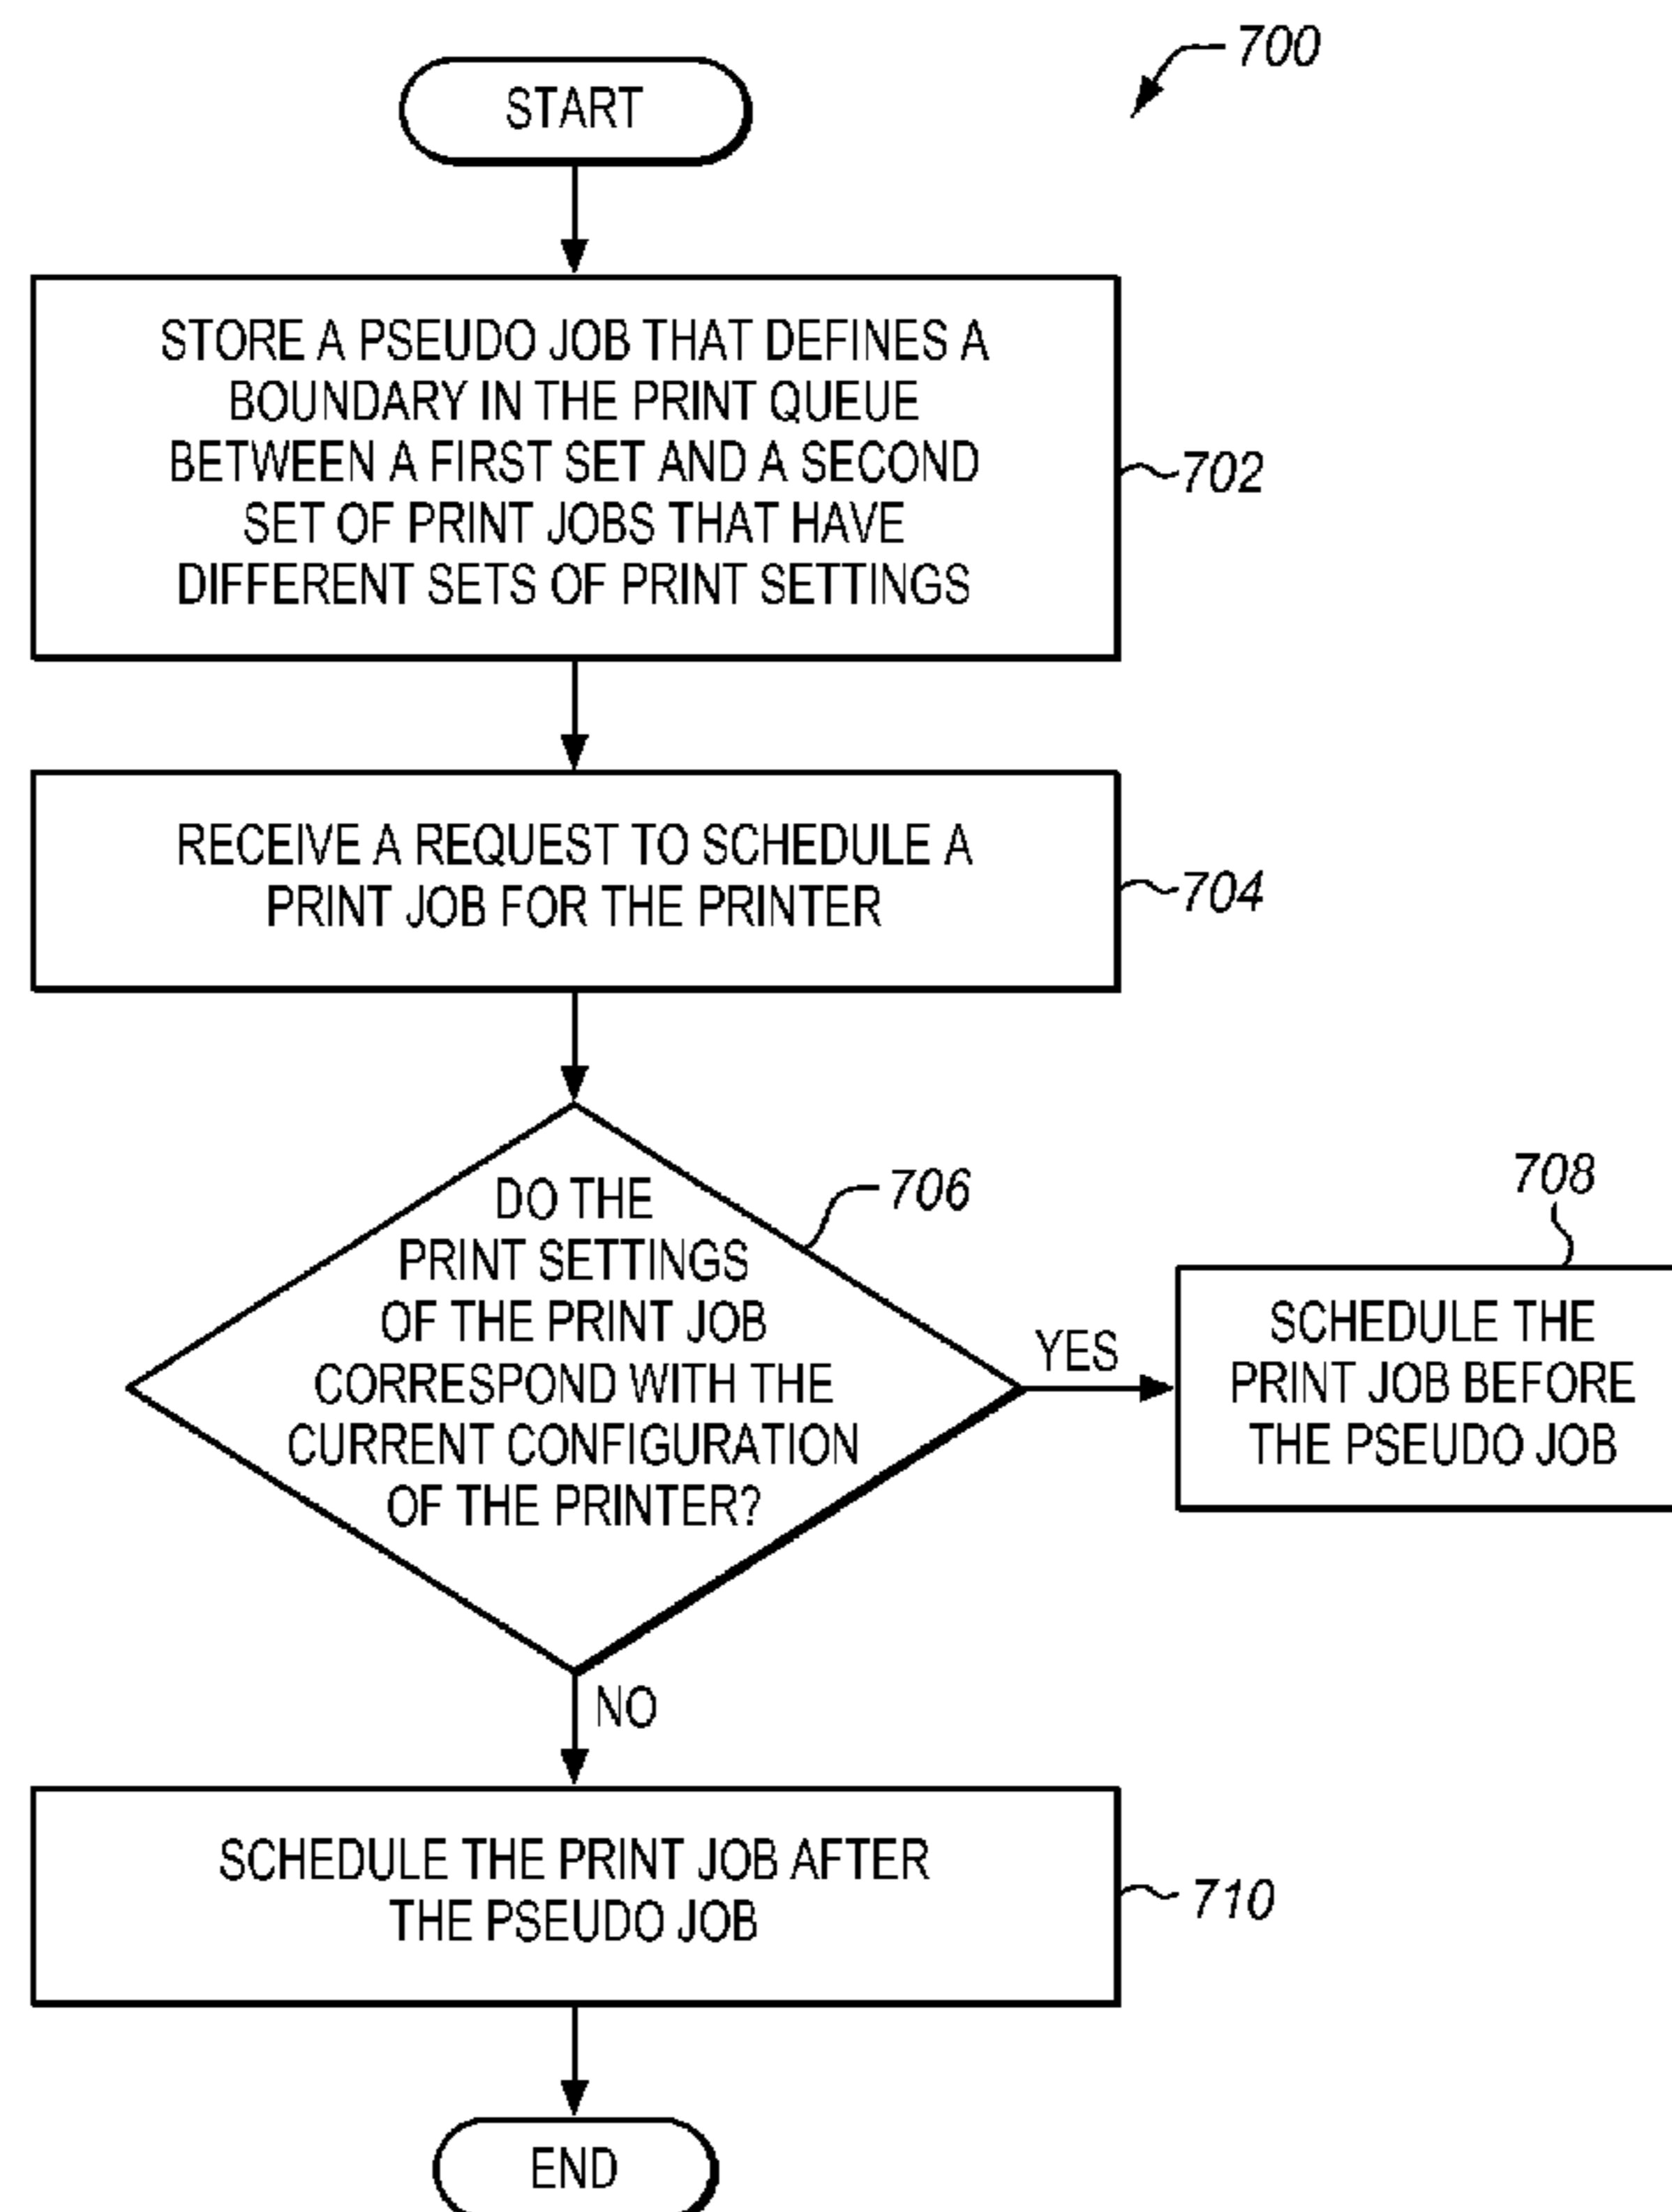 700
START
STORE A PSEUDO JOB THAT DEFINES A
BOUNDARY IN THE PRINT QUEUE
BETWEEN A FIRST SET AND A SECOND
SET OF PRINT JOBS THAT HAVE
DIFFERENT SETS OF PRINT SETTINGS
702
RECEIVE A REQUEST TO SCHEDULE A
PRINT JOB FOR THE PRINTER
704
DO THE
PRINT SETTINGS
OF THE PRINT JOB
CORRESPOND WITH THE
CURRENT CONFIGURATION
OF THE PRINTER?
706
YES
708
SCHEDULE THE
PRINT JOB BEFORE
THE PSEUDO JOB
NO
SCHEDULE THE PRINT JOB AFTER
THE PSEUDO JOB
710
END